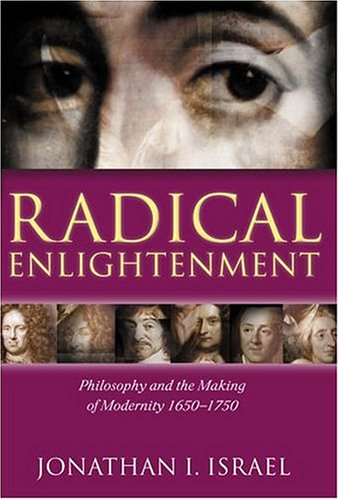 RADICAL
ENLIGHTENMENT
Philosophy and the Making
of Modernity 1650–1750
JONATHAN I. ISRAEL